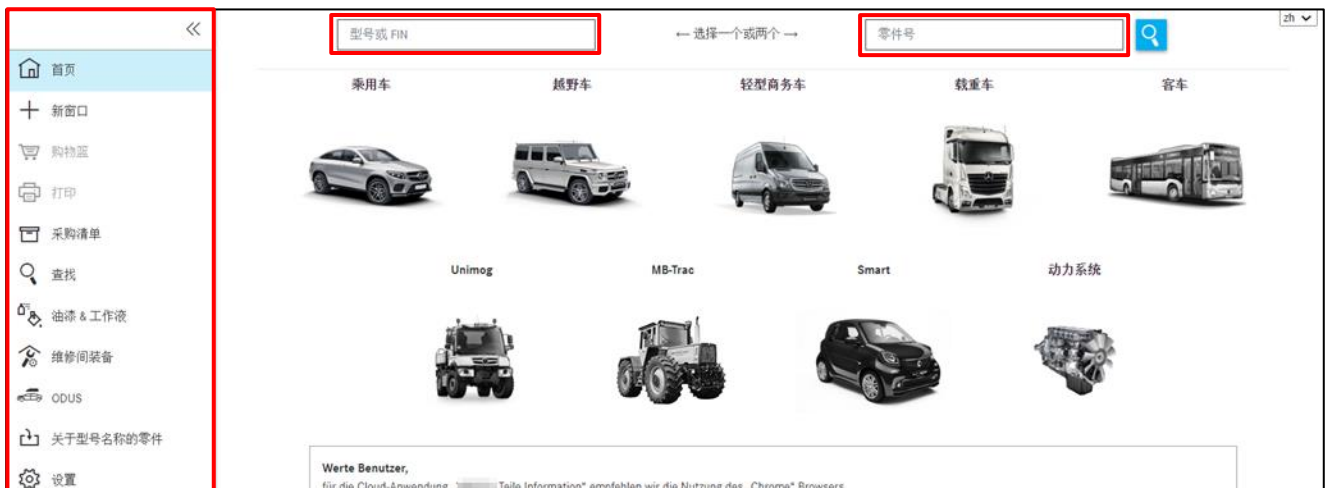 型号或 FIN
← 选择一个或两个 →
零件号
zh
首页
新窗口
购物篮
打印
采购清单
查找
油漆 & 工作液
维修间装备
ODUS
关于型号名称的零件
设置
乘用车
越野车
轻型商务车
载重车
客车
Unimog
MB-Trac
Smart
动力系统
Werte Benutzer,
für die Cloud-Anwendung Teile Information" empfehlen wir die Nutzung des „Chrome" Browsers.